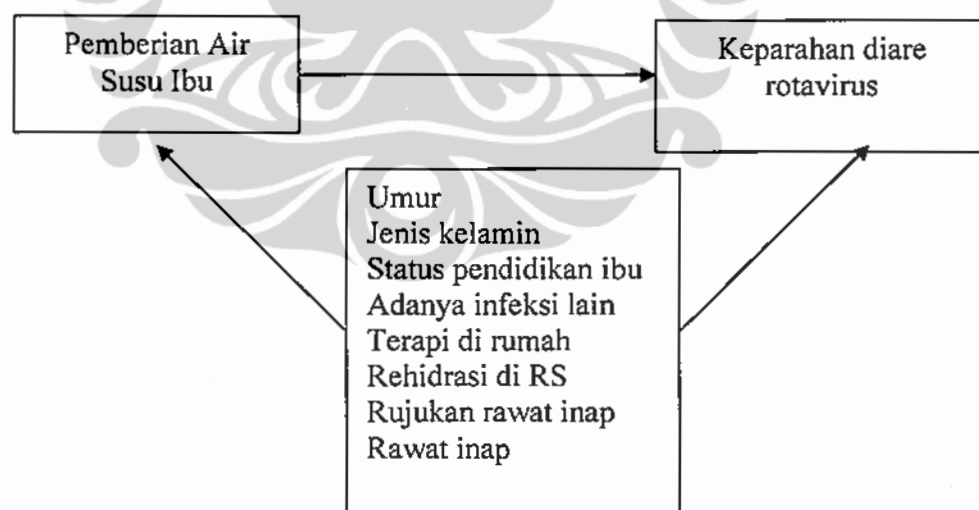 Pemberian Air
Susu Ibu
Keparahan diare
rotavirus
Umur
Jenis kelamin
Status pendidikan ibu
Adanya infeksi lain
Terapi di rumah
Rehidrasi di RS
Rujukan rawat inap
Rawat inap